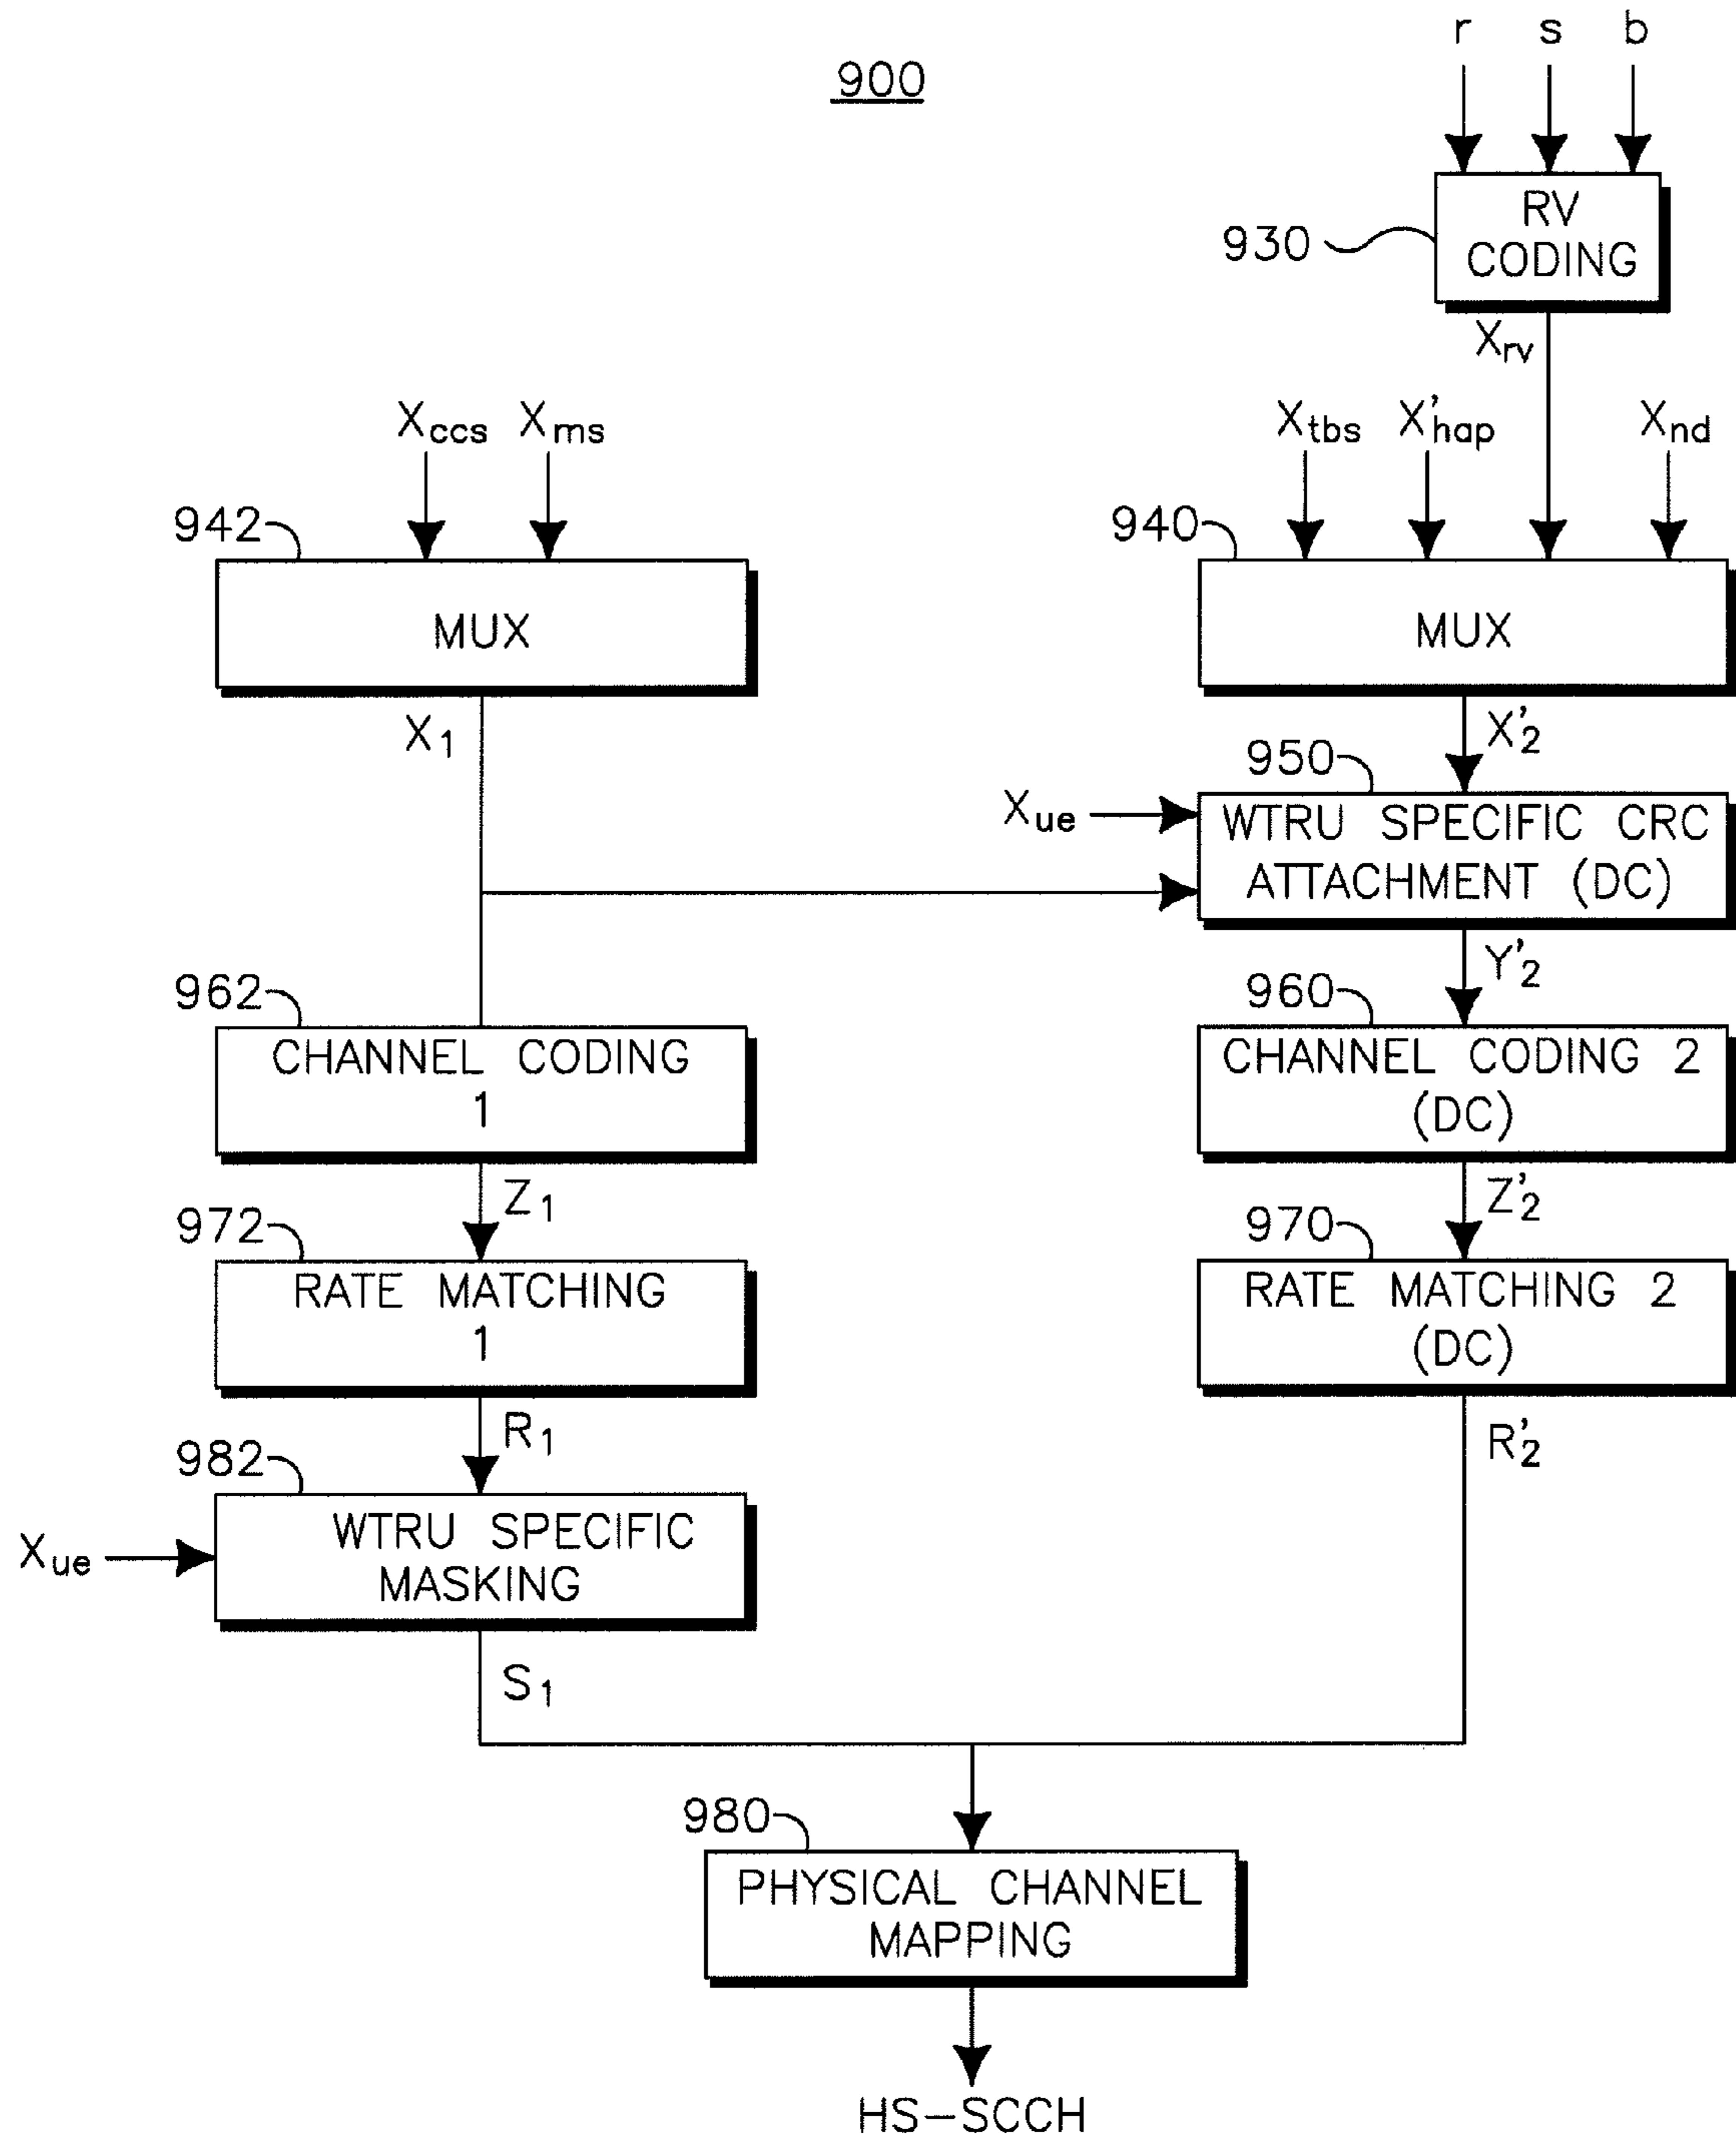 900
r s b
RV
CODING
930
Xrv
Xccs Xms
Xtbs X'hap Xnd
942
940
MUX
MUX
X1
X'2
950
Xue
WTRU SPECIFIC CRC
ATTACHMENT (DC)
Y'2
962
960
CHANNEL CODING
1
CHANNEL CODING 2
(DC)
Z1
Z'2
972
970
RATE MATCHING
1
RATE MATCHING 2
(DC)
R1
R'2
982
Xue
WTRU SPECIFIC
MASKING
S1
980
PHYSICAL CHANNEL
MAPPING
HS-SCCH